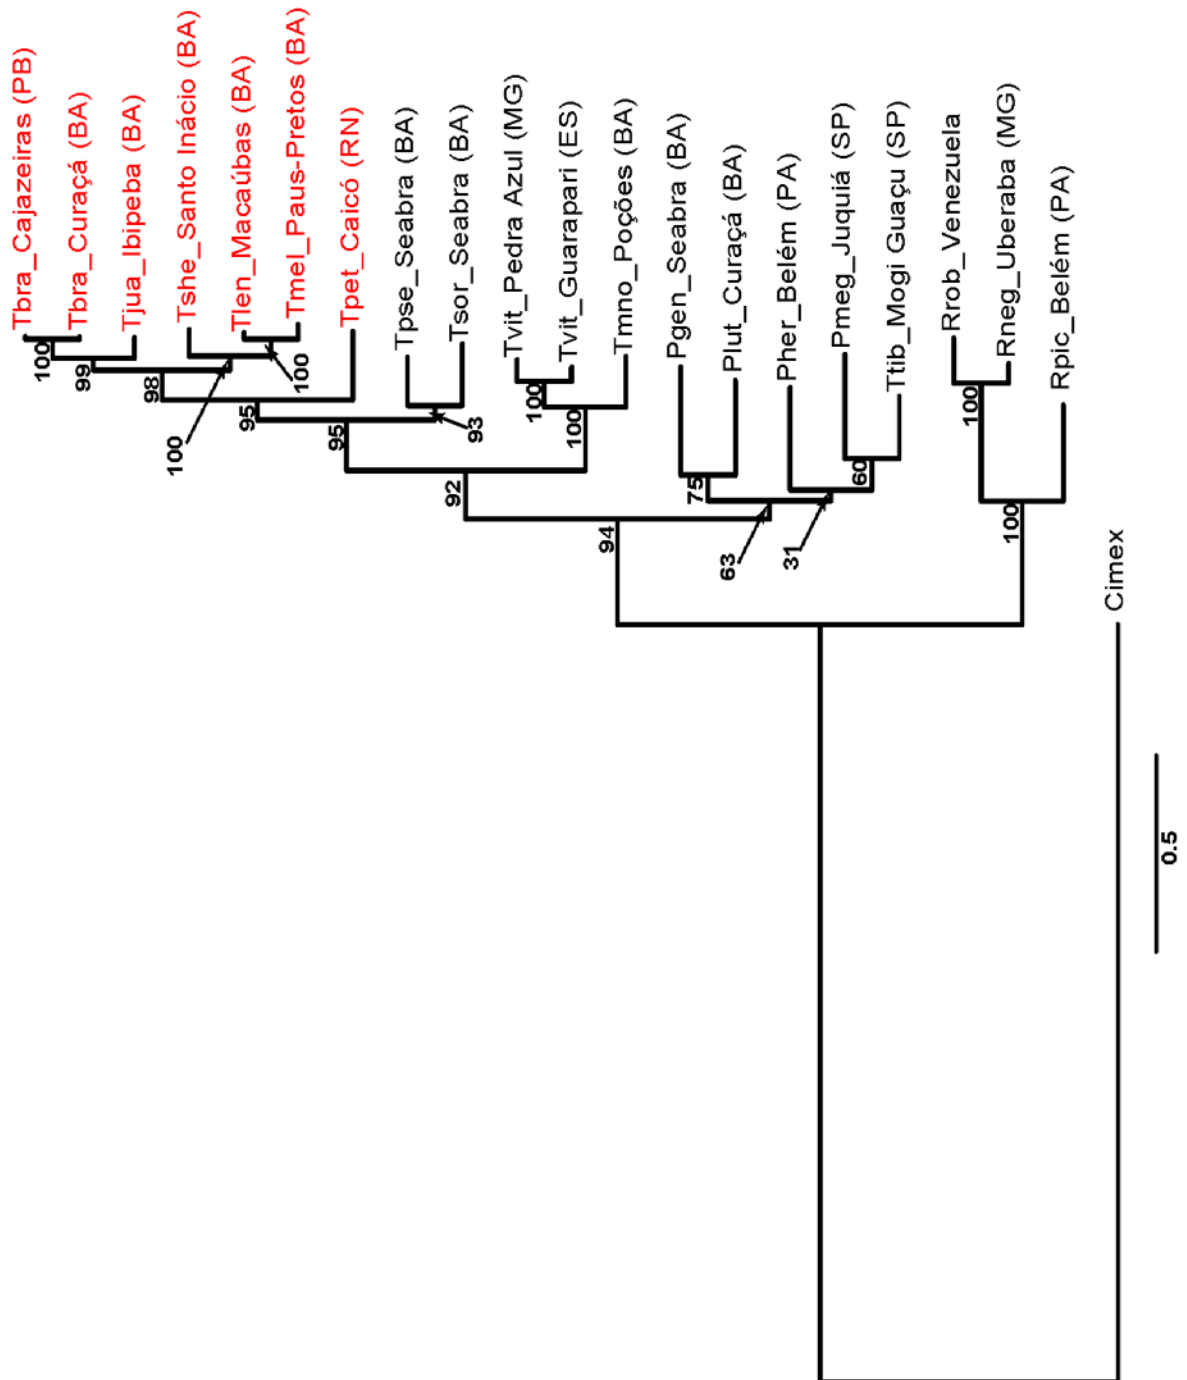 Tbra_Cajazeiras (PB)
Tbra_Curaçá (BA)
Tjua_Ibipeba (BA)
Tshe_Santo Inácio (BA)
Tlen_Macaúbas (BA)
Tmel_Paus-Pretos (BA)
Tpet_Caicó (RN)
Tpse_Seabra (BA)
Tsor_Seabra (BA)
Tvit_Pedra Azul (MG)
Tvit_Guarapari (ES)
Tmno_Poções (BA)
Pgen_Seabra (BA)
Plut_Curaçá (BA)
Pher_Belém (PA)
Pmeg_Juquiá (SP)
Ttib_Mogi Guaçu (SP)
Rrob_Venezuela
Rneg_Uberaba (MG)
Rpic_Belém (PA)
Cimex
100
99
98
100
100
95
95
93
100
100
92
94
75
63
31
60
100
100
0.5